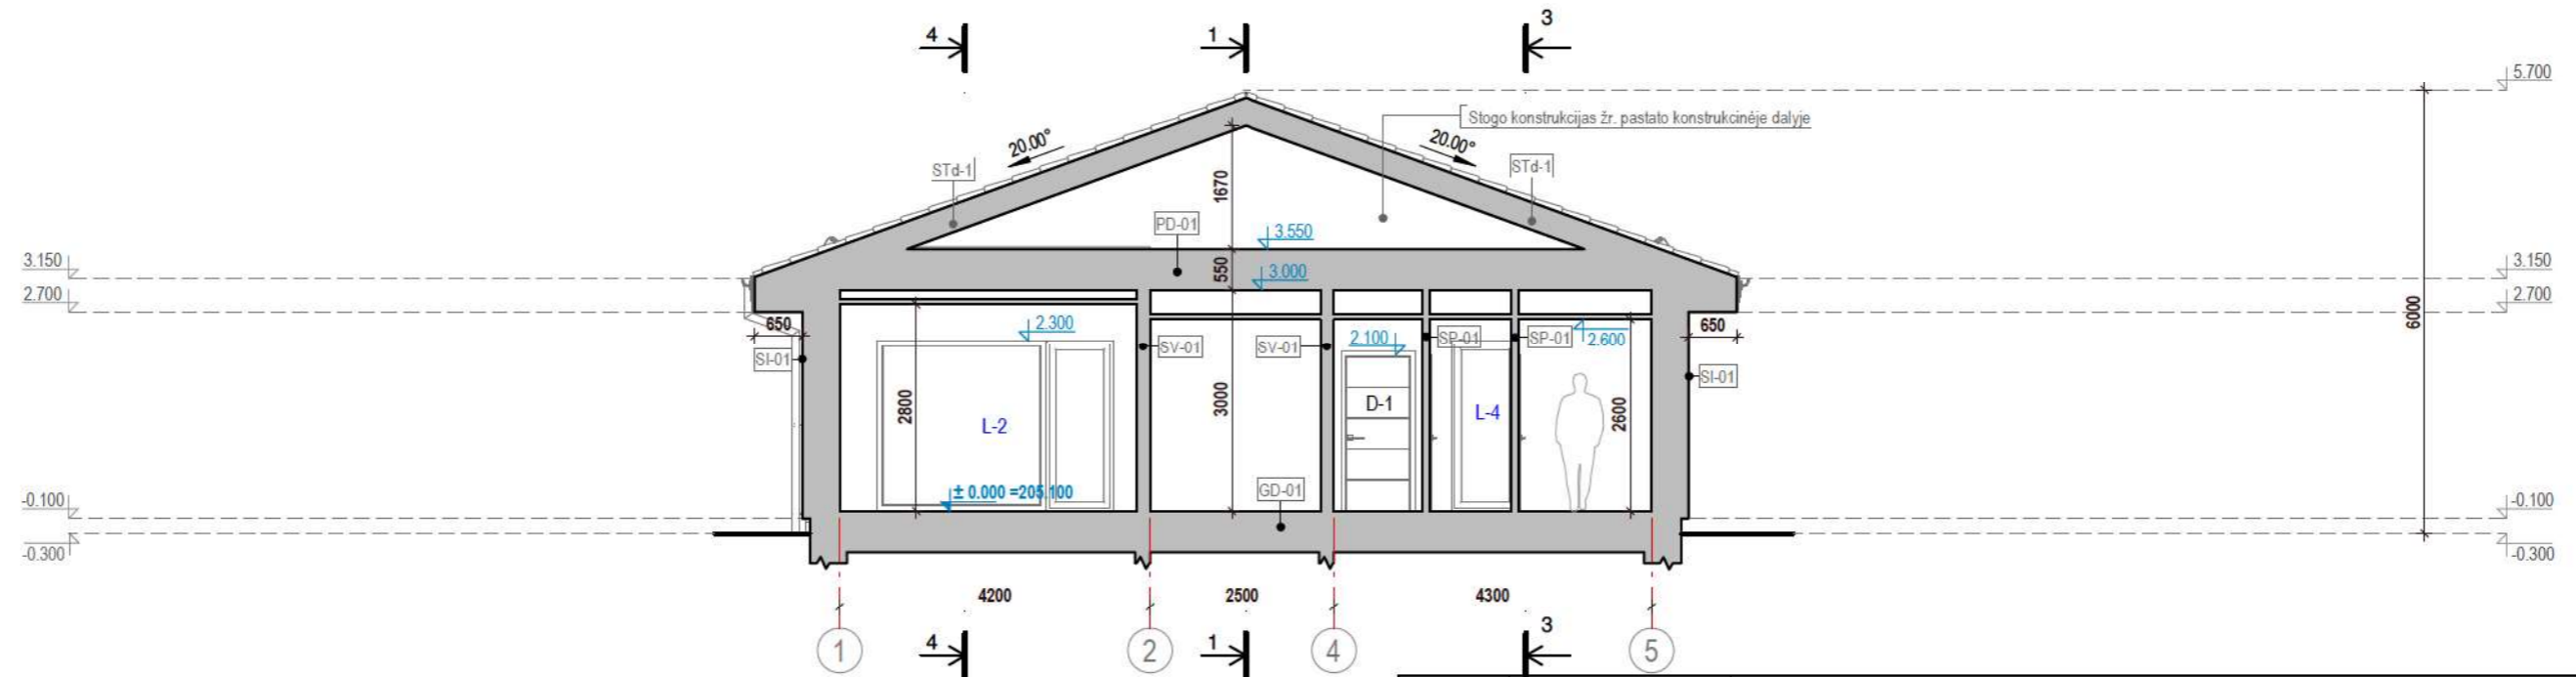 4
1
3
5.700
Stogo konstrukcijas žr. pastato konstrukcinėje dalyje
20.00°
20.00°
STd-1
STd-1
1670
PD-01
3.550
3.150
550
3.000
3.150
2.700
2.700
6000
650
2.300
2.100
2.600
650
SI-01
SV-01
SV-01
SP-01
SP-01
SI-01
2800
3000
D-1
L-4
2600
L-2
± 0.000 =205.100
GD-01
-0.100
-0.100
-0.300
-0.300
4200
2500
4300
1
2
4
5
4
1
3